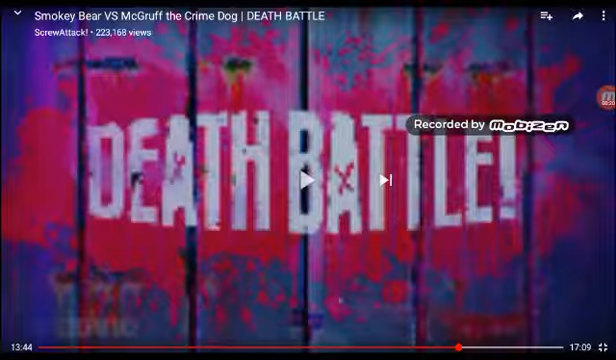 Smokey Bear VS McGruff the Crime Dog | DEATH BATTLE
ScrewAttack! • 223,168 views
Recorded by MOBIZEN
DEATH BATTLE!
13:44
17:09